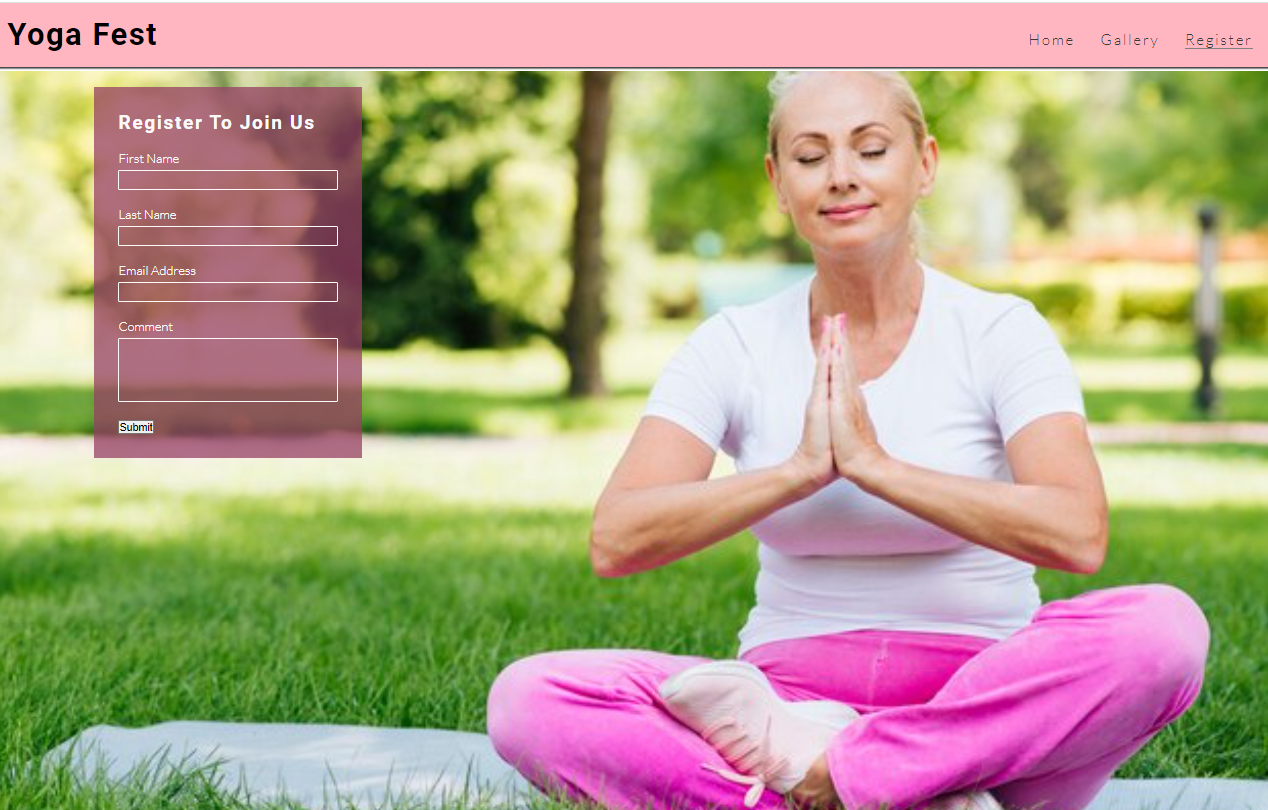 Yoga Fest
Home Gallery Register
Register To Join Us
First Name
Last Name
Email Address
Comment
Submit